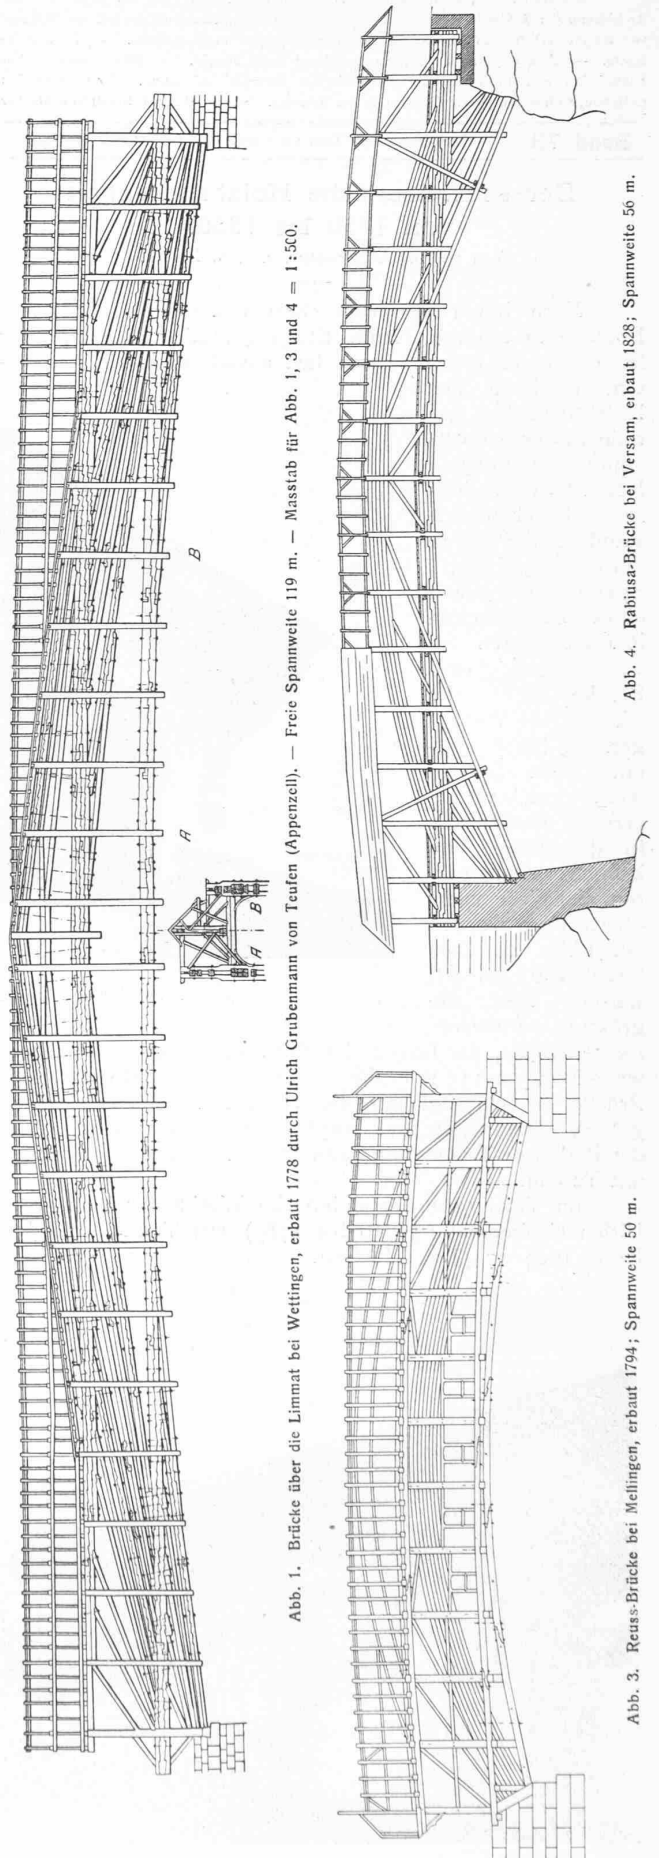 Abb. 1. Brücke über die Limmat bei Wettingen, erbaut 1778 durch Ulrich Grubenmann von Teufen (Appenzell). — Freie Spannweite 119 m. — Masstab für Abb. 1, 3 und 4 = 1:500.
A
B
A
B
Abb. 3. Reuss-Brücke bei Mellingen, erbaut 1794; Spannweite 50 m.
Abb. 4. Rabiusa-Brücke bei Versam, erbaut 1828; Spannweite 56 m.